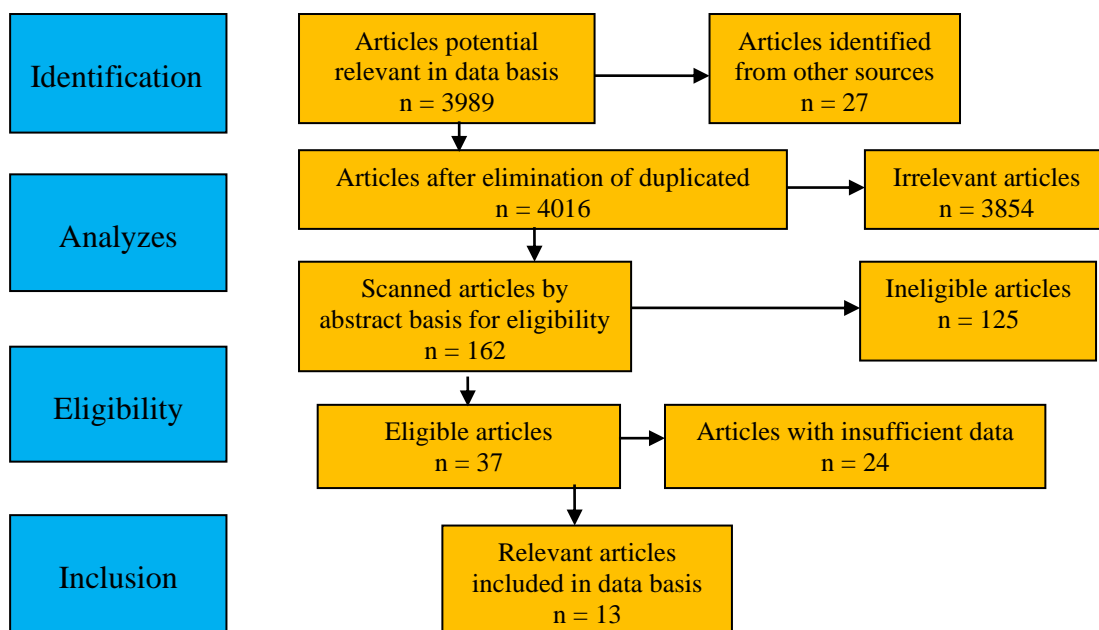 Identification
Articles potential
relevant in data basis
n = 3989
Articles identified
from other sources
n = 27
Analyzes
Articles after elimination of duplicated
n = 4016
Irrelevant articles
n = 3854
Scanned articles by
abstract basis for eligibility
n = 162
Ineligible articles
n = 125
Eligibility
Eligible articles
n = 37
Articles with insufficient data
n = 24
Inclusion
Relevant articles
included in data basis
n = 13